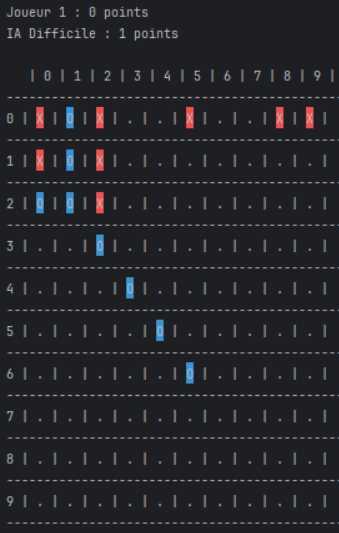 Joueur 1 : 0 points
IA Difficile : 1 points
| 0 | 1 | 2 | 3 | 4 | 5 | 6 | 7 | 8 | 9 |
0 | X | O | X | . | . | X | . | . | X | X |
1 | X | O | X | . | . | . | . | . | . | . |
2 | O | O | X | . | . | . | . | . | . | . |
3 | . | . | O | . | . | . | . | . | . | . |
4 | . | . | . | O | . | . | . | . | . | . |
5 | . | . | . | . | O | . | . | . | . | . |
6 | . | . | . | . | . | O | . | . | . | . |
7 | . | . | . | . | . | . | . | . | . | . |
8 | . | . | . | . | . | . | . | . | . | . |
9 | . | . | . | . | . | . | . | . | . | . |